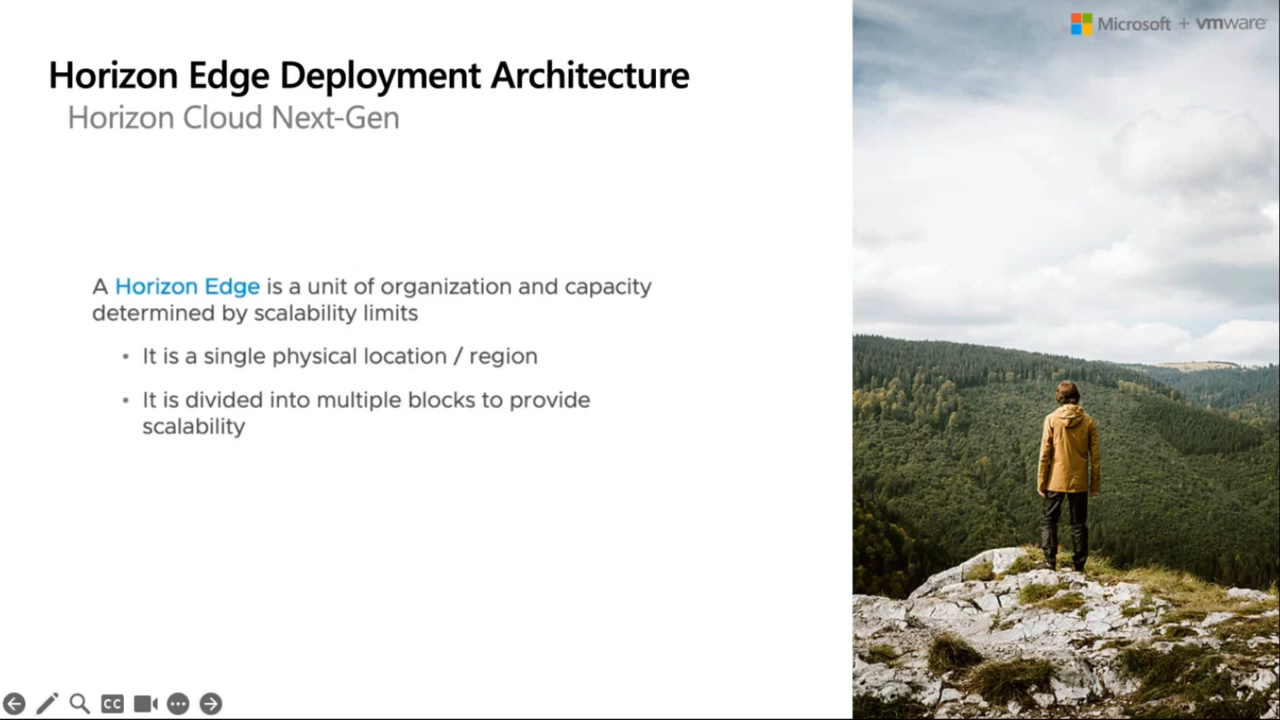 Microsoft + vmware
Horizon Edge Deployment Architecture
Horizon Cloud Next-Gen
A Horizon Edge is a unit of organization and capacity
determined by scalability limits
• It is a single physical location / region
• It is divided into multiple blocks to provide
scalability
CC